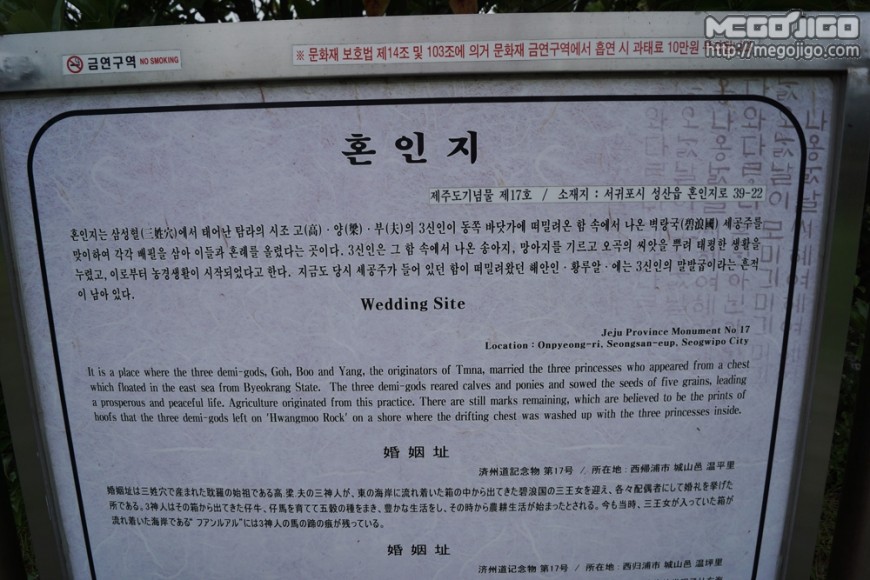 MEGOJIGO
http://megojigo.com
금연구역 NO SMOKING
※ 문화재 보호법 제14조 및 103조에 의거 문화재 금연구역에서 흡연 시 과태료 10만원
혼인지
제주도기념물 제17호 / 소재지 : 서귀포시 성산읍 혼인지로 39-22
혼인지는 삼성혈(三姓穴)에서 태어난 탐라의 시조 고(高)·양(梁)·부(夫)의 3신인이 동쪽 바닷가에 떠밀려온 함 속에서 나온 벽랑국(碧浪國) 세공주를
맞이하여 각각 배필을 삼아 이들과 혼례를 올렸다는 곳이다. 3신인은 그 함 속에서 나온 송아지, 망아지를 기르고 오곡의 씨앗을 뿌려 태평한 생활을
누렸고, 이로부터 농경생활이 시작되었다고 한다. 지금도 당시 세공주가 들어 있던 함이 떠밀려왔던 해안인·황루알·에는 3신인의 말발굽이라는 흔적
이 남아 있다.
Wedding Site
Jeju Province Monument No 17
Location : Onpyeong-ri, Seongsan-eup, Seogwipo City
It is a place where the three demi-gods, Goh, Boo and Yang, the originators of Tmna, married the three princesses who appeared from a chest
which floated in the east sea from Byeokrang State. The three demi-gods reared calves and ponies and sowed the seeds of five grains, leading
a prosperous and peaceful life. Agriculture originated from this practice. There are still marks remaining, which are believed to be the prints of
hoofs that the three demi-gods left on 'Hwangmoo Rock' on a shore where the drifting chest was washed up with the three princesses inside.
婚姻址
済州道記念物 第17号 / 所在地 : 西帰浦市 城山邑 温平里
婚姻址は三姓穴で産まれた耽羅の始祖である高, 梁, 夫の三神人が、東の海岸に流れ着いた箱の中から出てきた碧浪国の三王女を迎え、各々配偶者にして婚礼を挙げた
所である。3神人はその箱から出てきた仔牛、仔馬を育てて五穀の種をまき、豊かな生活をし、その時から農耕生活が始まったとされる。今も当時、三王女が入っていた箱が
流れ着いた海岸である"フアンルアル"には3神人の馬の蹄の痕が残っている。
婚姻址
济州道记念物 第17号 / 所在地 : 西归浦市 城山邑 温坪里